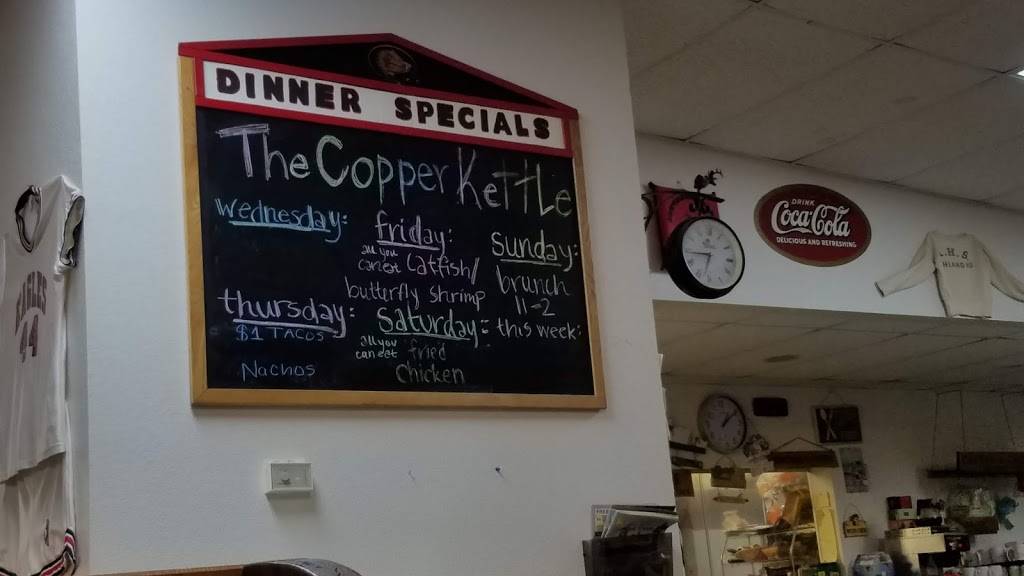 DINNER SPECIALS
The Copper KeTTLe
wednesday:
thursday:
$1 TACOS
Nachos
friday:
all you
can eat Catfish/
butterfly shrimp
Saturday:
all you
can eat fried
chicken
Sunday:
brunch
11-2
this week:
DRINK
Coca-Cola
DELICIOUS AND REFRESHING
EAGLES
44